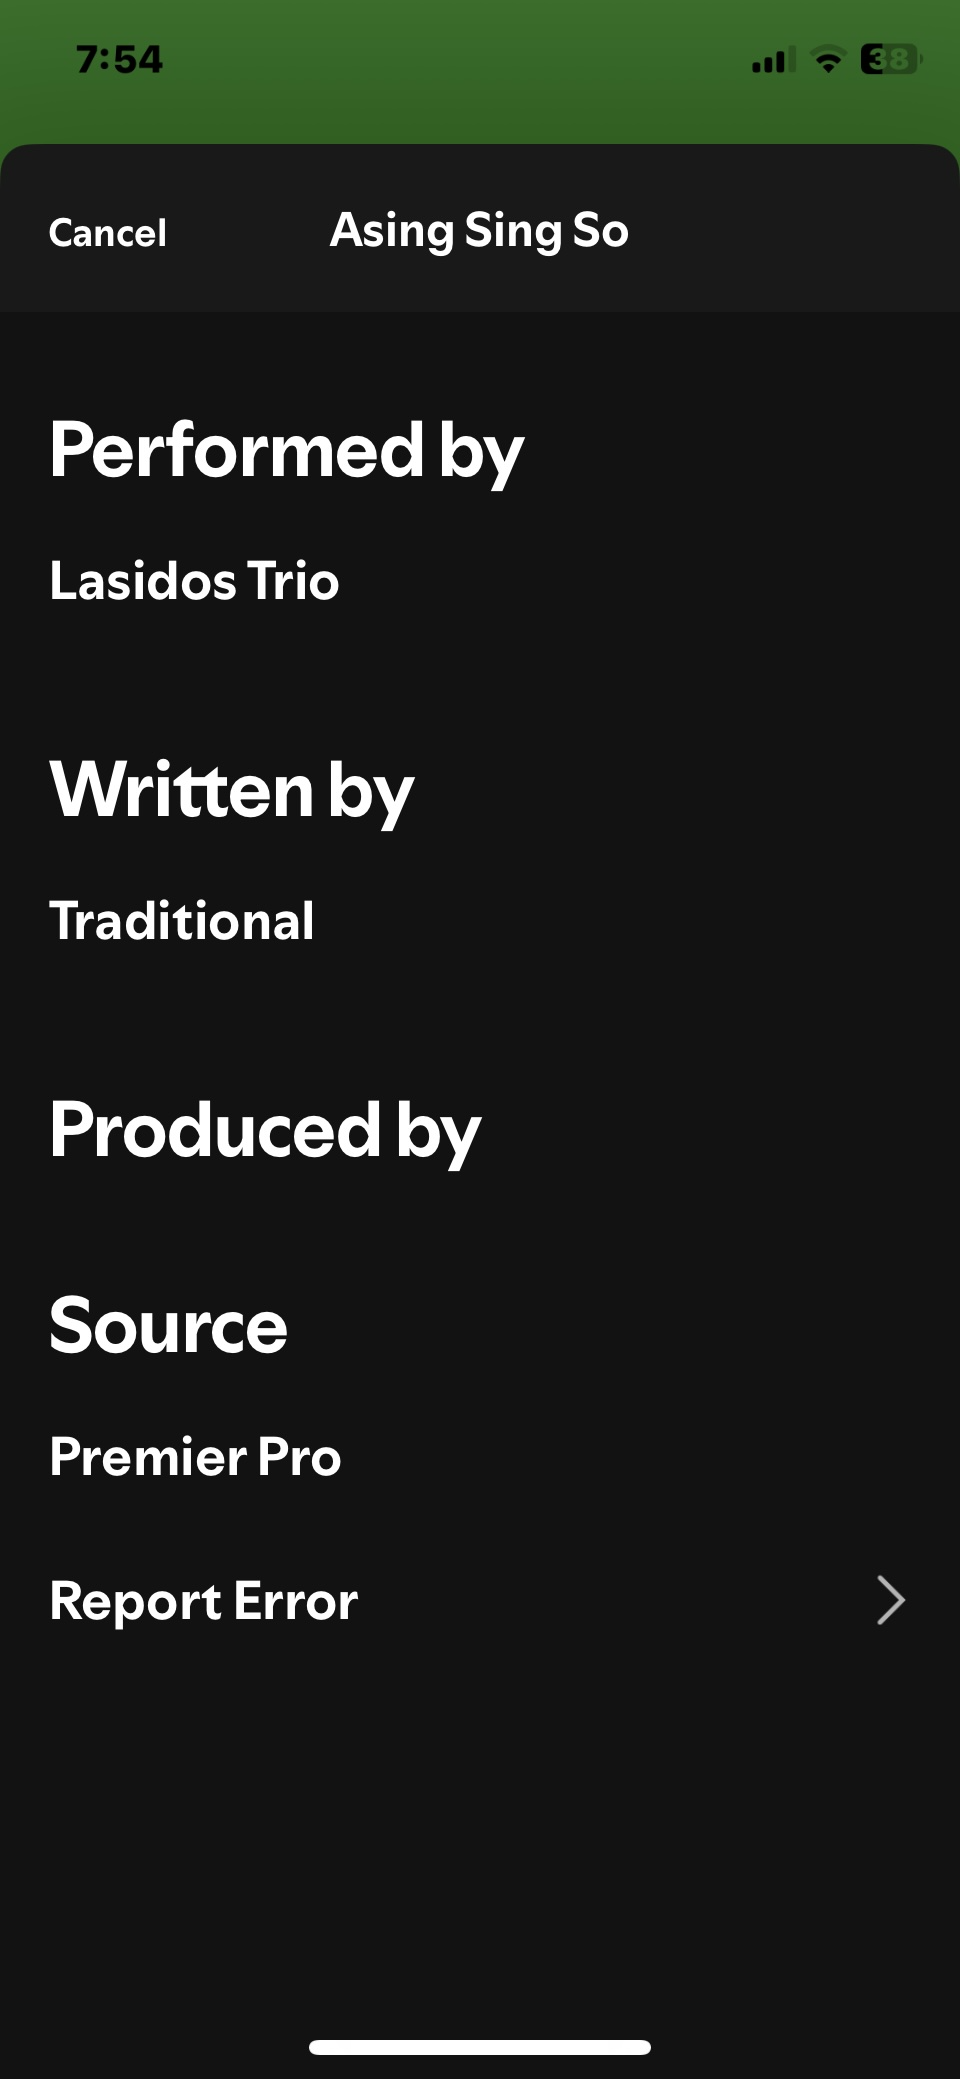 7:54
38
Cancel
Asing Sing So
Performed by
Lasidos Trio
Written by
Traditional
Produced by
Source
Premier Pro
Report Error